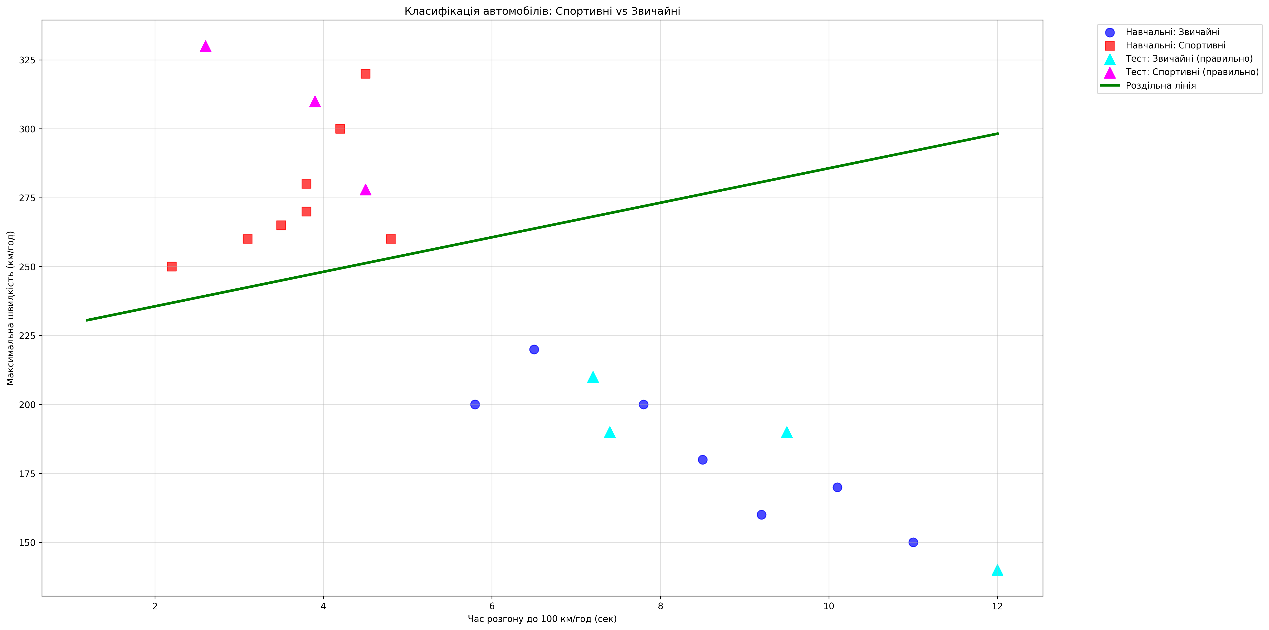 Класифікація автомобілів: Спортивні vs Звичайні
Навчальні: Звичайні
Навчальні: Спортивні
Тест: Звичайні (правильно)
Тест: Спортивні (правильно)
Роздільна лінія
Максимальна швидкість (км/год)
325
300
275
250
225
200
175
150
2 4 6 8 10 12
Час розгону до 100 км/год (сек)